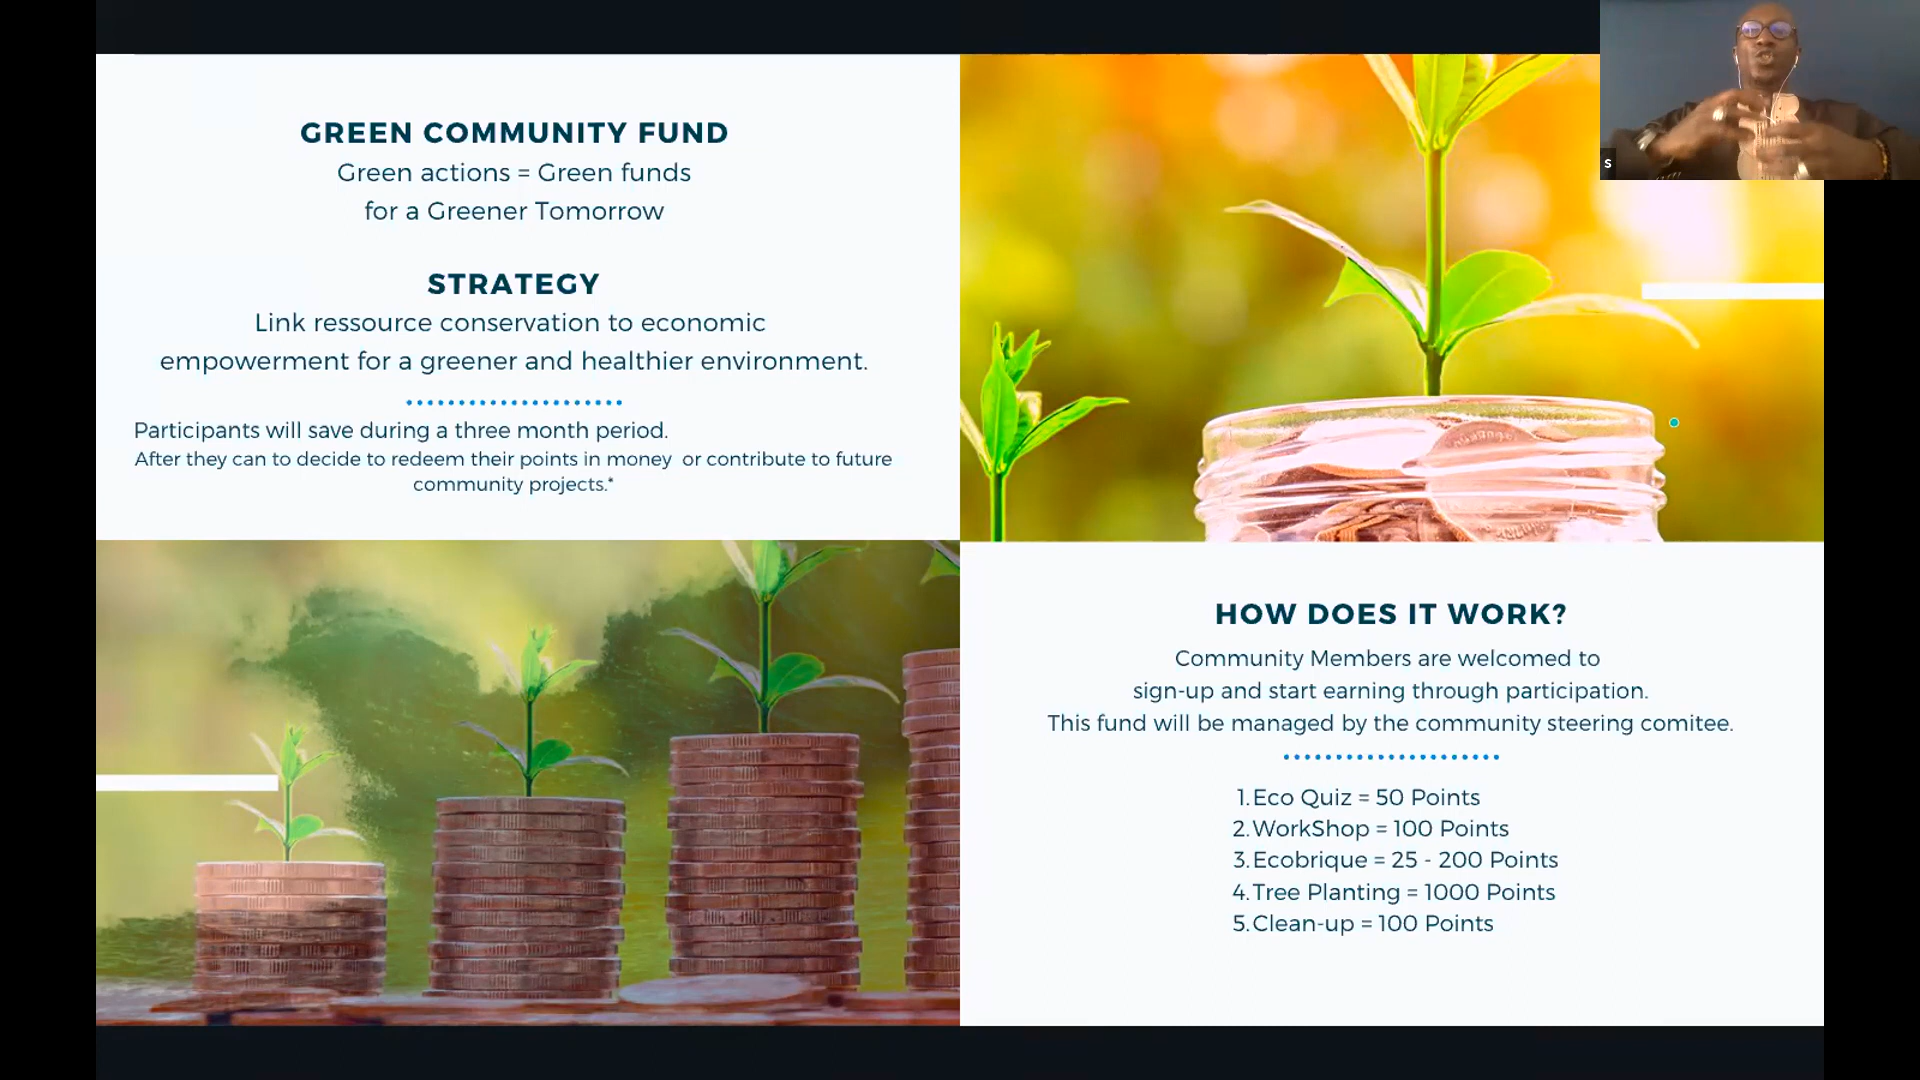 GREEN COMMUNITY FUND
Green actions = Green funds
for a Greener Tomorrow
STRATEGY
Link ressource conservation to economic
empowerment for a greener and healthier environment.
Participants will save during a three month period.
After they can to decide to redeem their points in money or contribute to future
community projects.*
S
HOW DOES IT WORK?
Community Members are welcomed to
sign-up and start earning through participation.
This fund will be managed by the community steering comitee.
1.Eco Quiz = 50 Points
2.WorkShop = 100 Points
3.Ecobrique = 25 - 200 Points
4.Tree Planting = 1000 Points
5.Clean-up = 100 Points